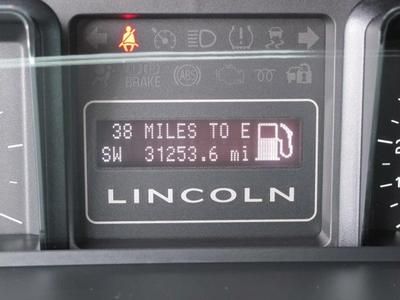 BRAKE
ABS
38 MILES TO E
SW 31253.6 mi
LINCOLN